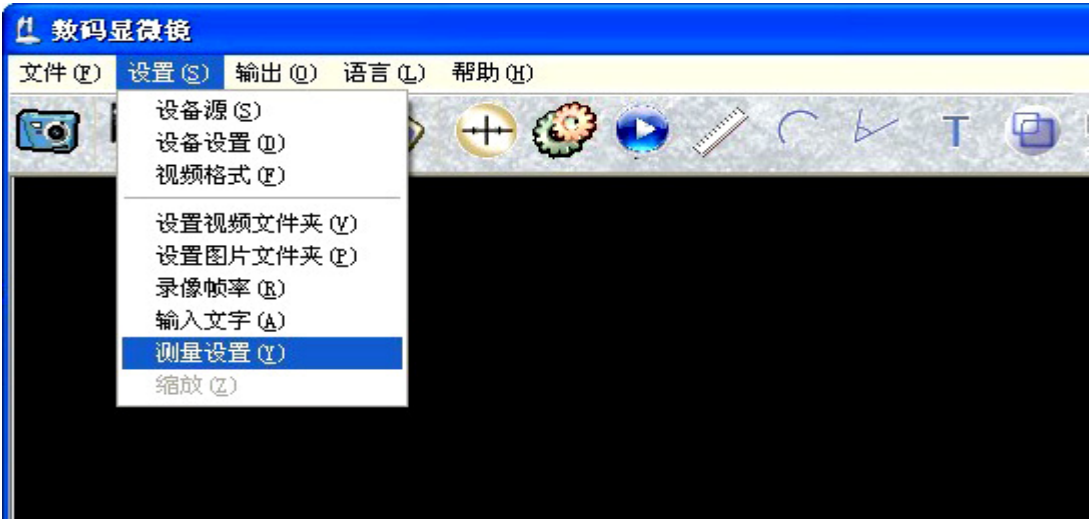 数码显微镜
文件(F) 设置(S) 输出(O) 语言(L) 帮助(H)
设备源(S)
设备设置(D)
视频格式(F)
设置视频文件夹(V)
设置图片文件夹(P)
录像帧率(R)
输入文字(A)
测量设置(Y)
缩放(Z)
T